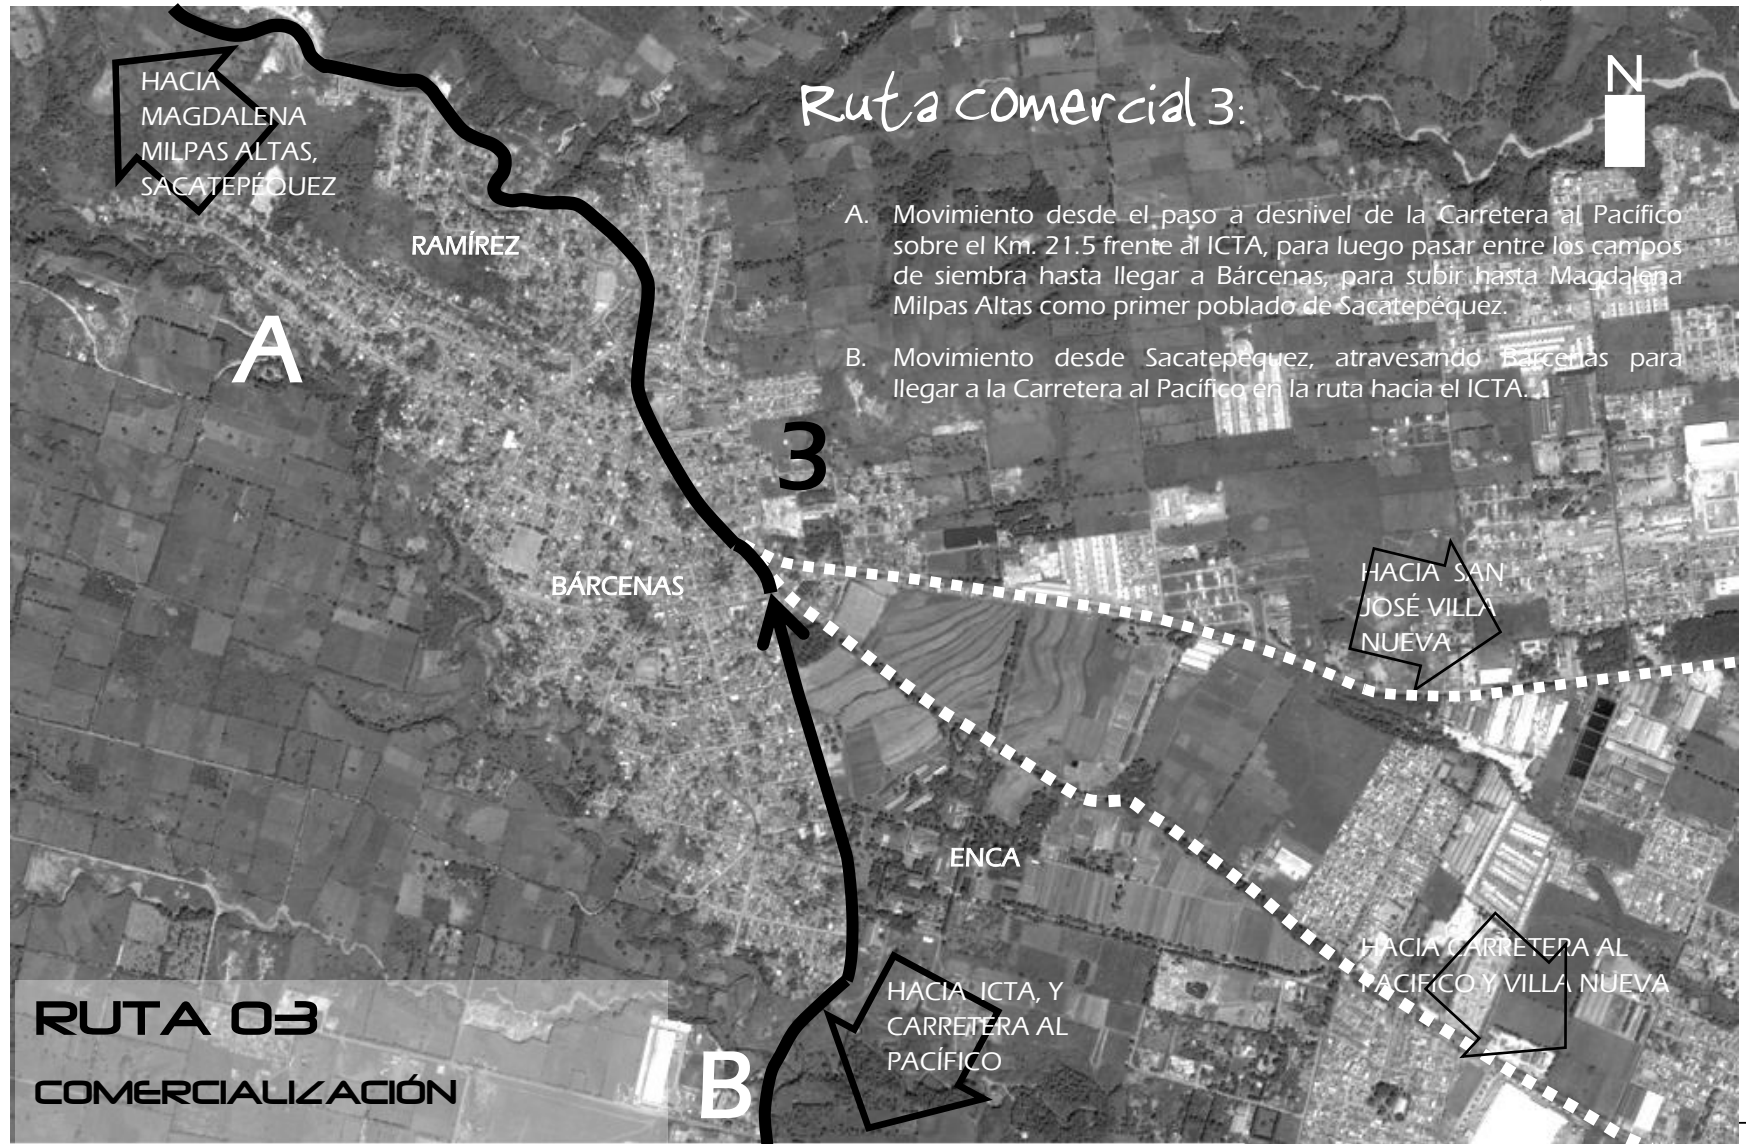 HACIA
MAGDALENA
MILPAS ALTAS,
SACATEPÉQUEZ
Ruta comercial 3:
N
A. Movimiento desde el paso a desnivel de la Carretera al Pacífico
sobre el Km. 21.5 frente al ICTA, para luego pasar entre los campos
de siembra hasta llegar a Bárcenas, para subir hasta Magdalena
Milpas Altas como primer poblado de Sacatepéquez.
B. Movimiento desde Sacatepéquez, atravesando Bárcenas para
llegar a la Carretera al Pacífico en la ruta hacia el ICTA.
RAMÍREZ
A
3
BÁRCENAS
HACIA SAN
JOSÉ VILLA
NUEVA
ENCA
HACIA CARRETERA AL
PACIFICO Y VILLA NUEVA
HACIA ICTA, Y
CARRETERA AL
PACÍFICO
B
RUTA 03
COMERCIALIZACIÓN